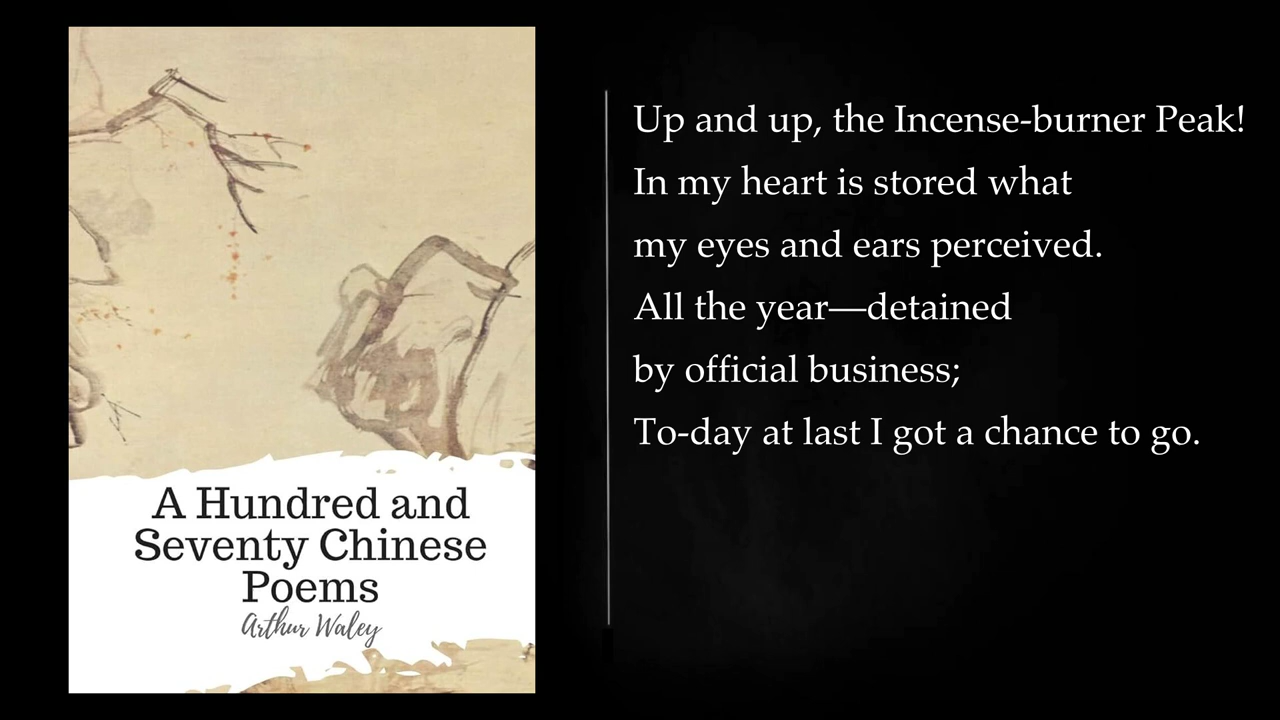 A Hundred and
Seventy Chinese
Poems
Arthur Waley
Up and up, the Incense-burner Peak!
In my heart is stored what
my eyes and ears perceived.
All the year—detained
by official business;
To-day at last I got a chance to go.